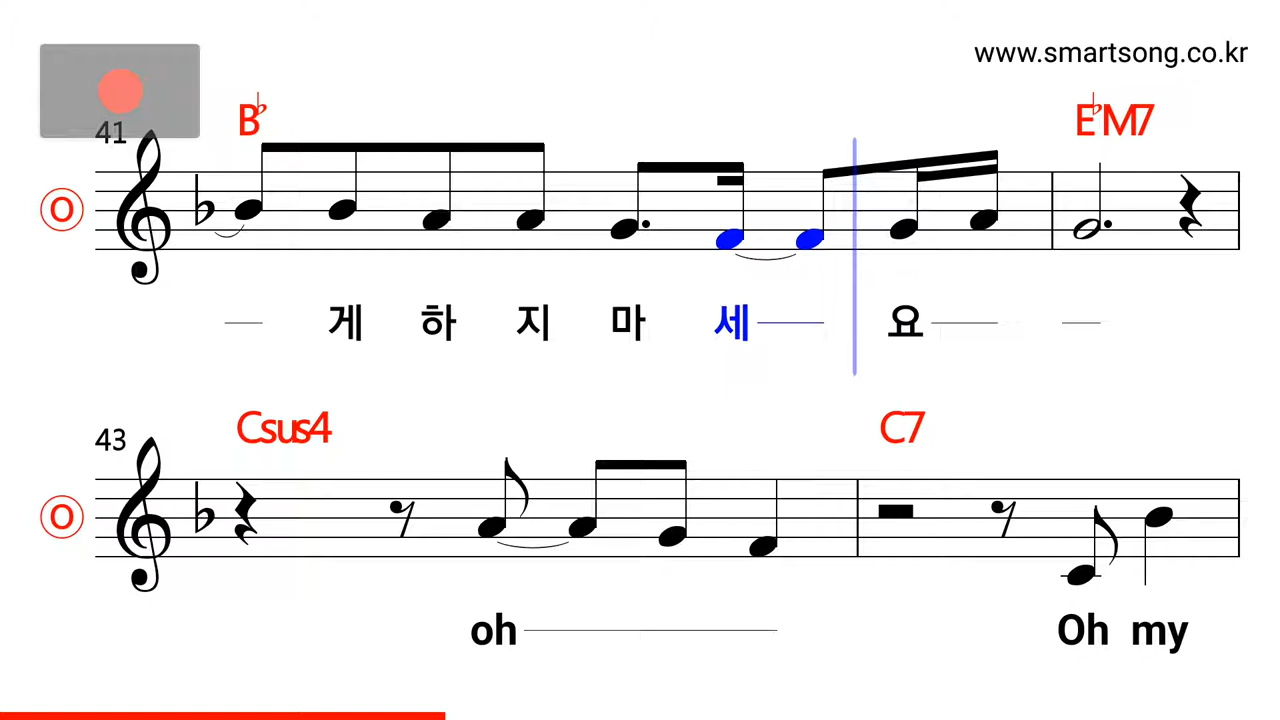 www.smartsong.co.kr
41 B♭ E♭M7
O
게 하 지 마 세 요
43 Csus4 C7
O
oh Oh my